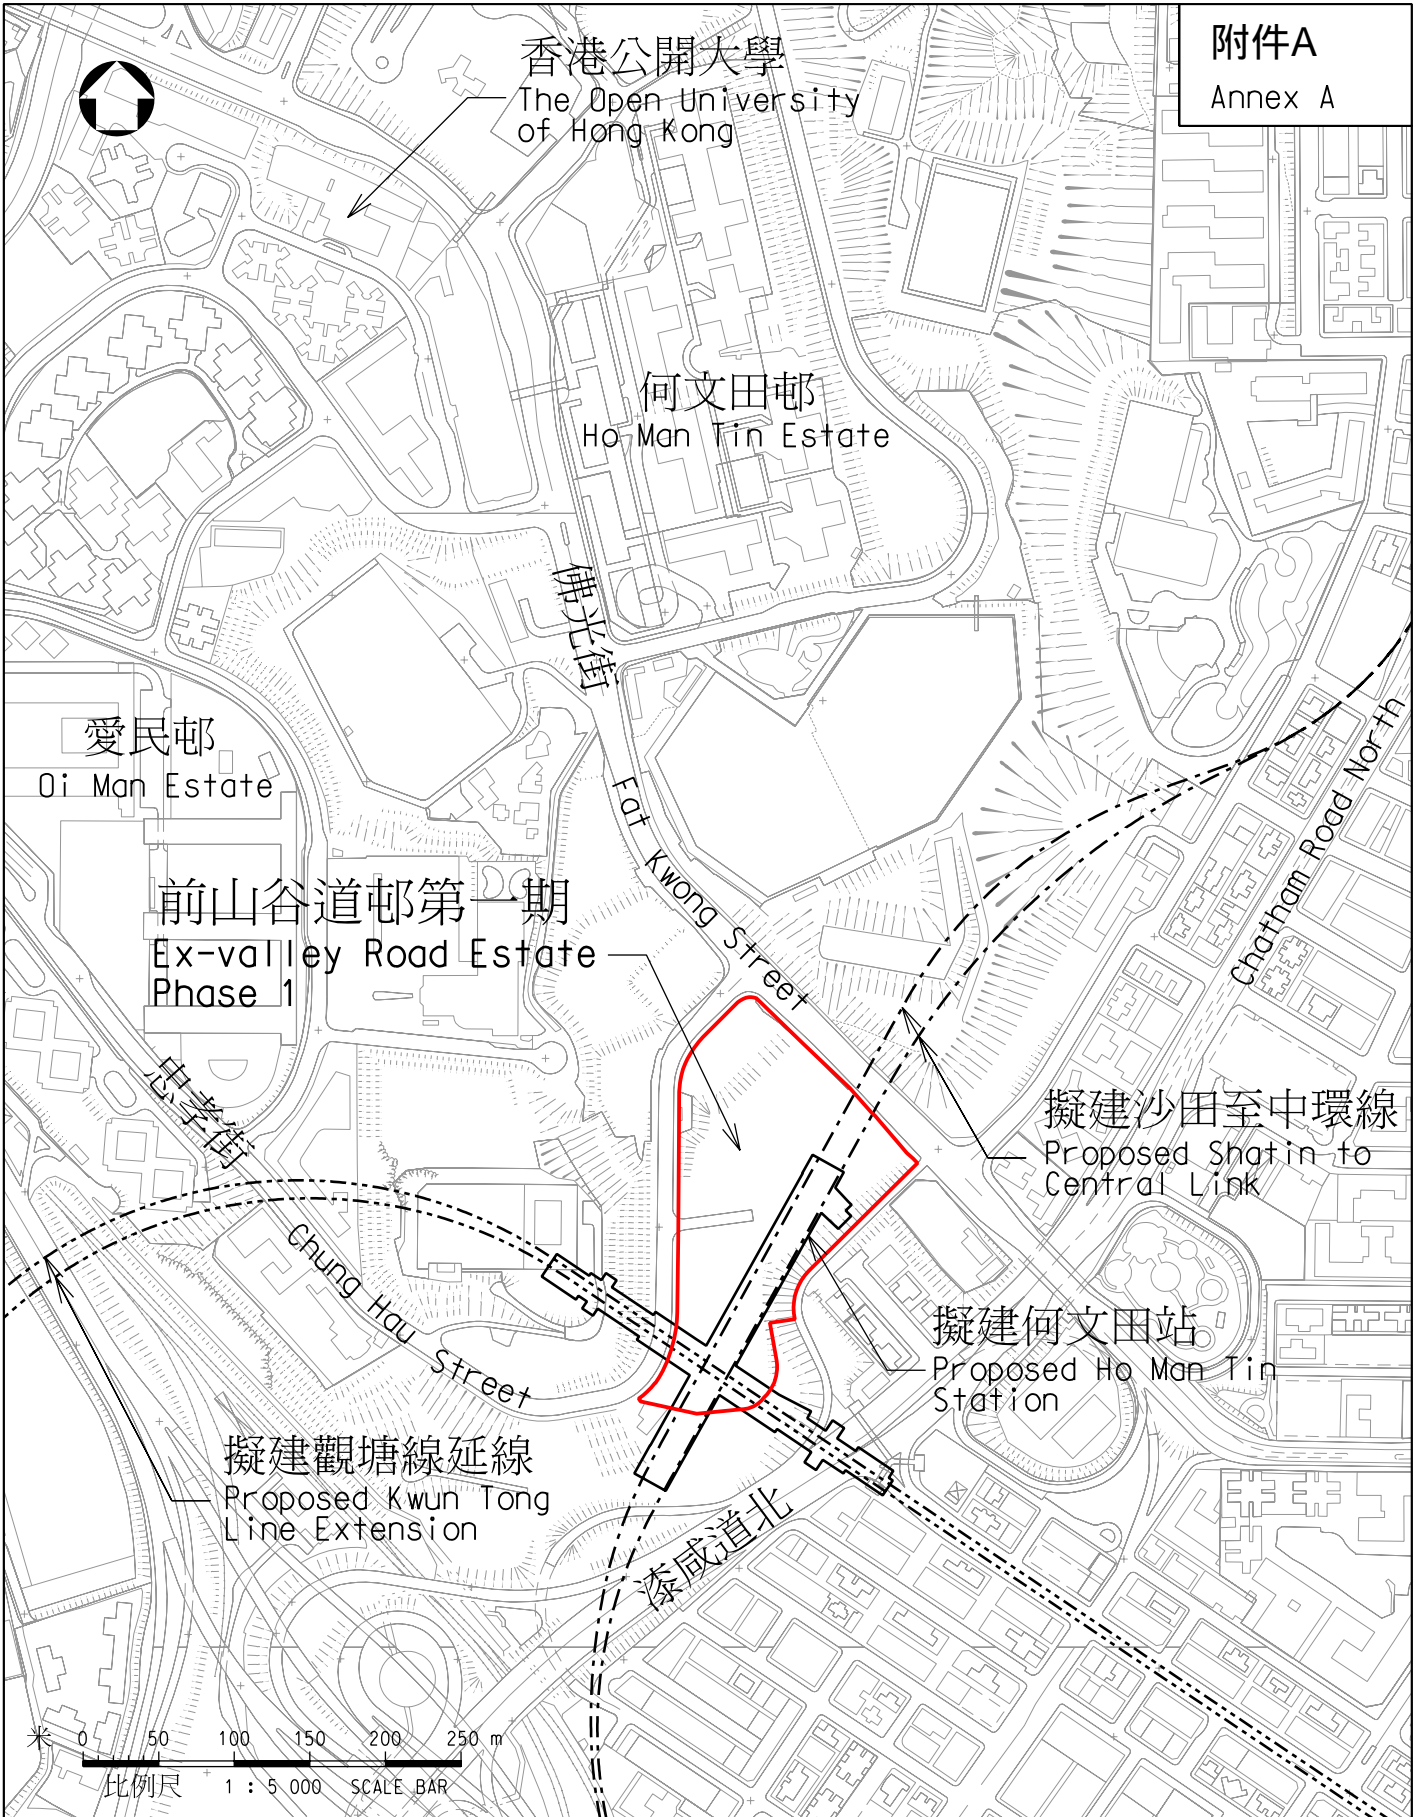 附件A
Annex A
香港公開大學
The Open University
of Hong Kong
何文田邨
Ho Man Tin Estate
佛光街
愛民邨
Oi Man Estate
Fat Kwong Street
Chatham Road North
前山谷道邨第一期
Ex-valley Road Estate
Phase 1
忠孝街
擬建沙田至中環線
Proposed Shatin to
Central Link
Chung Hau Street
擬建何文田站
Proposed Ho Man Tin
Station
擬建觀塘線延線
Proposed Kwun Tong
Line Extension
漆咸道北
米 0 50 100 150 200 250 m
比例尺 1 : 5 000 SCALE BAR